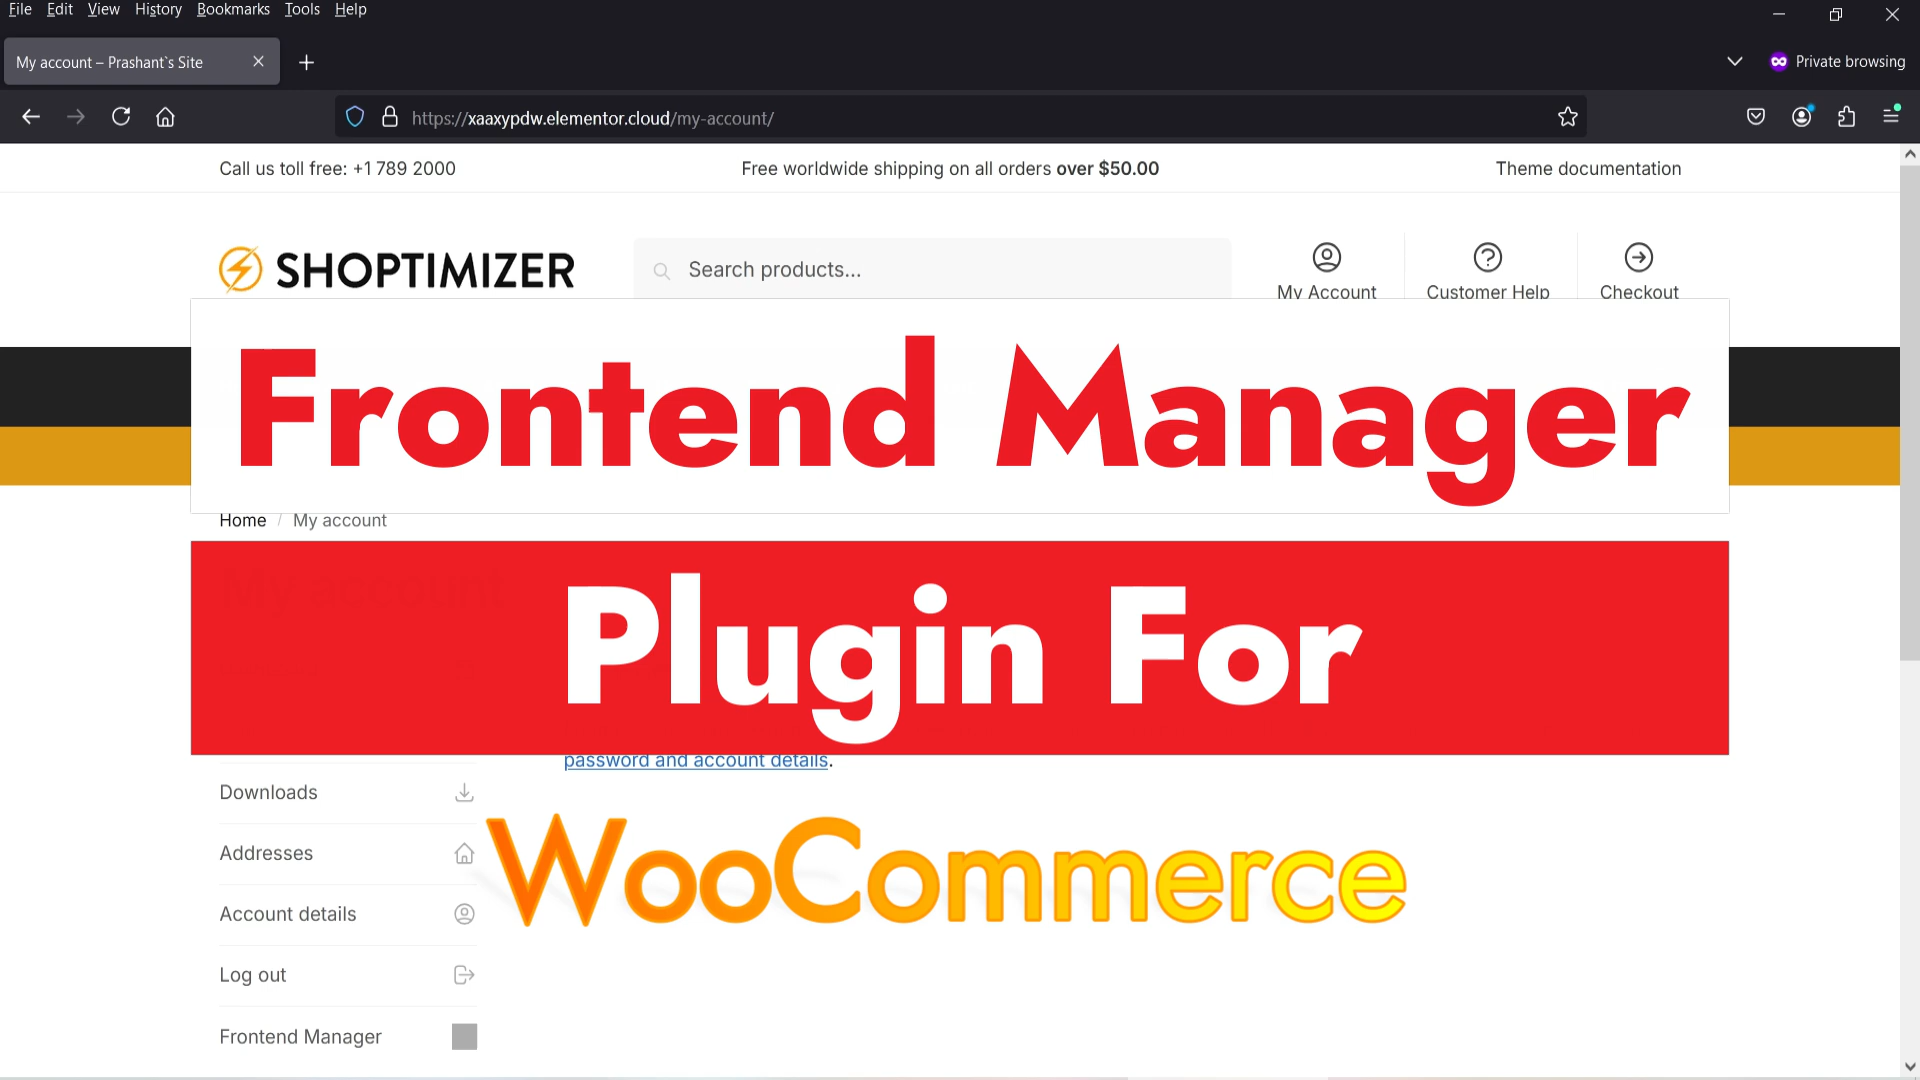 File Edit View History Bookmarks Tools Help
My account – Prashant`s Site
Private browsing
https://xaaxypdw.elementor.cloud/my-account/
Call us toll free: +1 789 2000
Free worldwide shipping on all orders over $50.00
Theme documentation
SHOPTIMIZER
Search products...
My Account
Customer Help
Checkout
Frontend Manager
Home / My account
Plugin For
password and account details.
Downloads
WooCommerce
Addresses
Account details
Log out
Frontend Manager